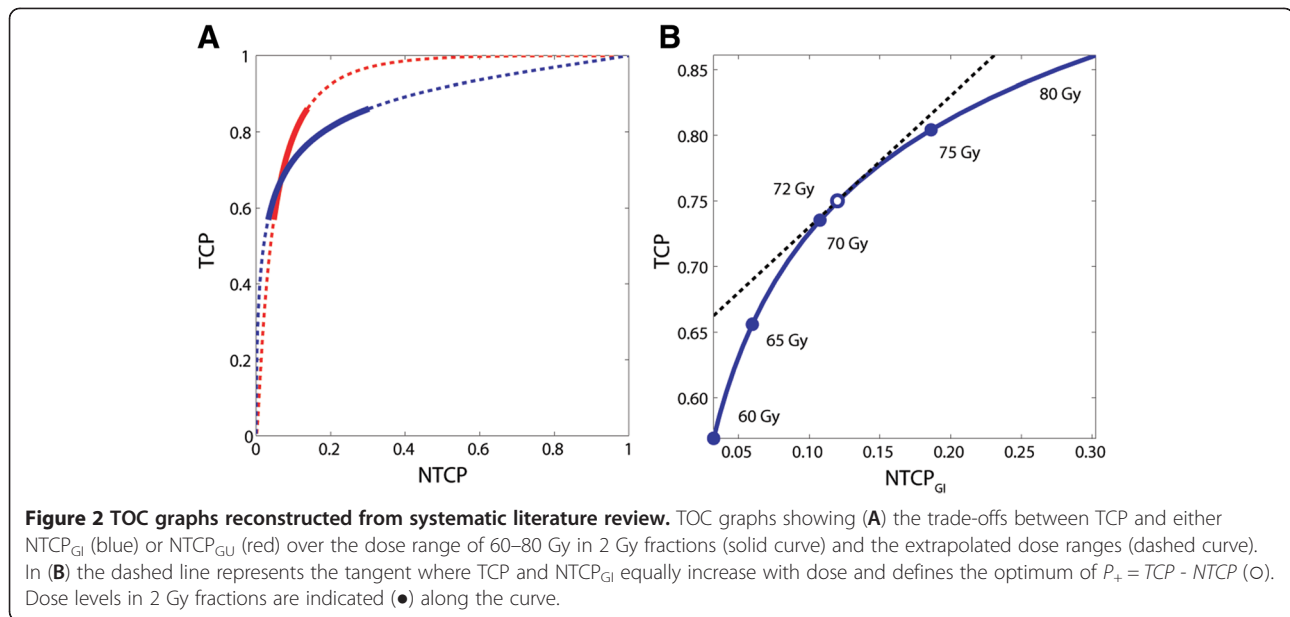 A
B
1
0.8
0.6
0.4
0.2
0
0
0.2
0.4
0.6
0.8
1
TCP
NTCP
0.85
0.80
0.75
0.70
0.65
0.60
0.05
0.10
0.15
0.20
0.25
0.30
TCP
NTCP_GI
80 Gy
75 Gy
72 Gy
70 Gy
65 Gy
60 Gy
Figure 2 TOC graphs reconstructed from systematic literature review. TOC graphs showing (A) the trade-offs between TCP and either
NTCP_GI (blue) or NTCP_GU (red) over the dose range of 60–80 Gy in 2 Gy fractions (solid curve) and the extrapolated dose ranges (dashed curve).
In (B) the dashed line represents the tangent where TCP and NTCP_GI equally increase with dose and defines the optimum of P_+ = TCP - NTCP (○).
Dose levels in 2 Gy fractions are indicated (●) along the curve.